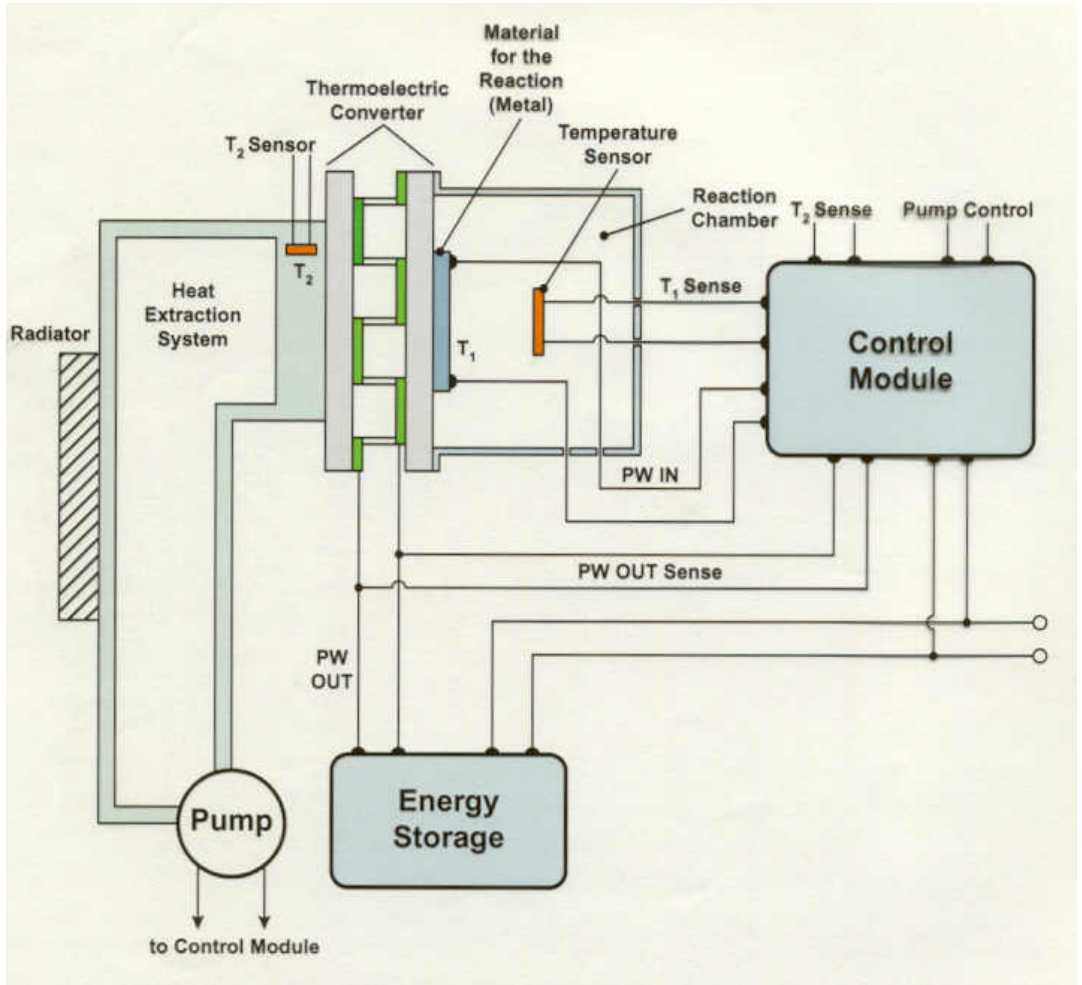 Material
for the
Reaction
(Metal)
Thermoelectric
Converter
T₂ Sensor
Temperature
Sensor
Reaction
Chamber
T₂ Sense
Pump Control
T₂
T₁ Sense
Heat
Extraction
System
Radiator
T₁
Control
Module
PW IN
PW OUT Sense
PW
OUT
Pump
Energy
Storage
to Control Module